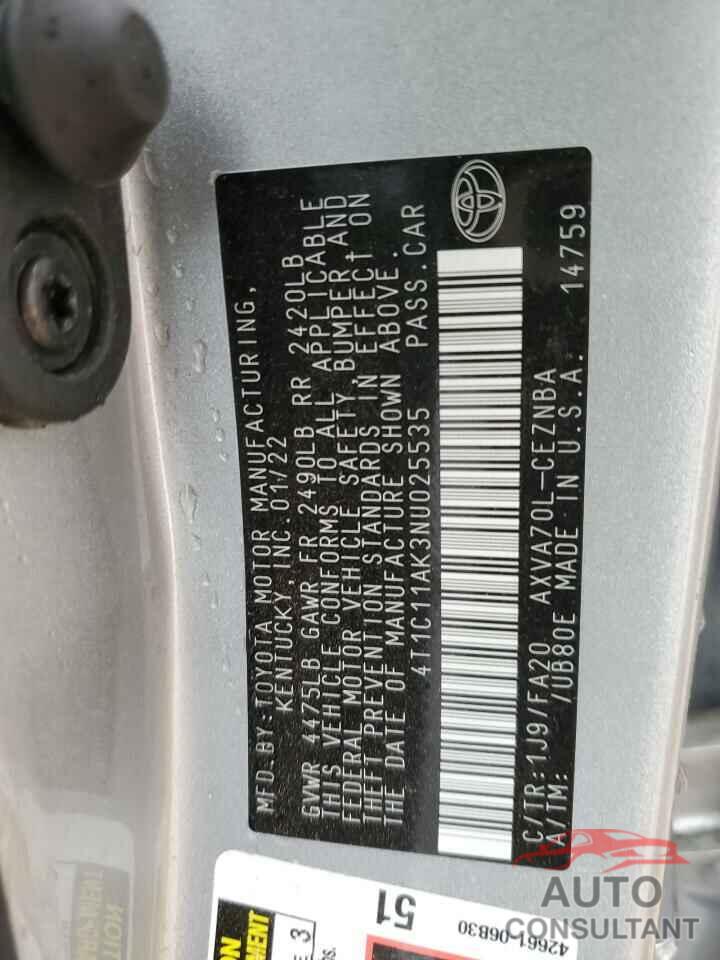 MFD.BY:TOYOTA MOTOR MANUFACTURING,
KENTUCKY, INC.01/22
GVWR 4475LB GAWR FR 2490LB RR 2420LB
THIS VEHICLE CONFORMS TO ALL APPLICABLE
FEDERAL MOTOR VEHICLE SAFETY,BUMPER,AND
THEFT PREVENTION STANDARDS IN EFFECT ON
THE DATE OF MANUFACTURE SHOWN ABOVE.
4T1C11AK3NU025535 PASS.CAR
C/TR:1J9/FA20 AXVA70L-CEZNBA
A/TM: /UB80E MADE IN U.S.A. 14759
51
42661-06B30
3
AUTO
CONSULTANT